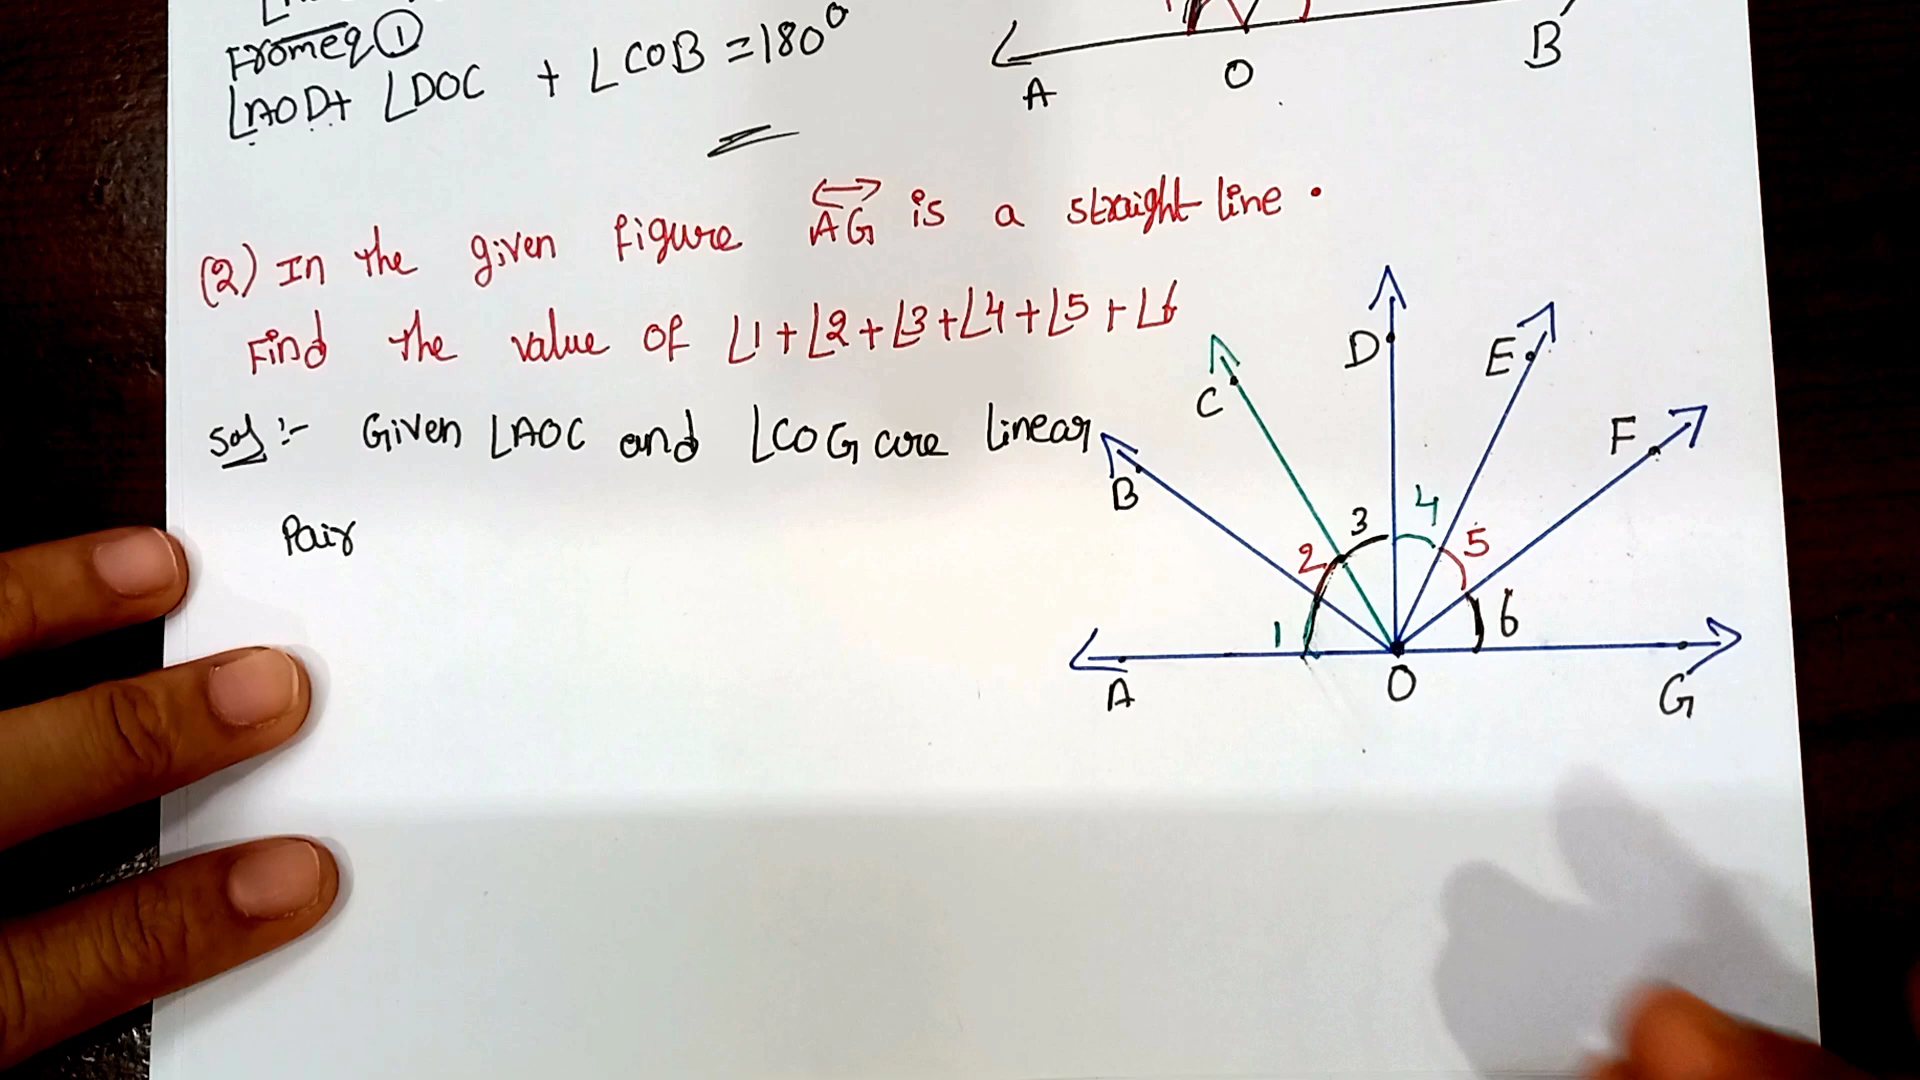 From eq ①
∠AOD+ ∠DOC + ∠COB = 180°
A O B
(2) In the given figure AG is a straight line .
Find the value of ∠1+∠2+∠3+∠4+∠5+∠6
Sol :- Given ∠AOC and ∠COG are linear
Pair
A B C D E F G O
1 2 3 4 5 6